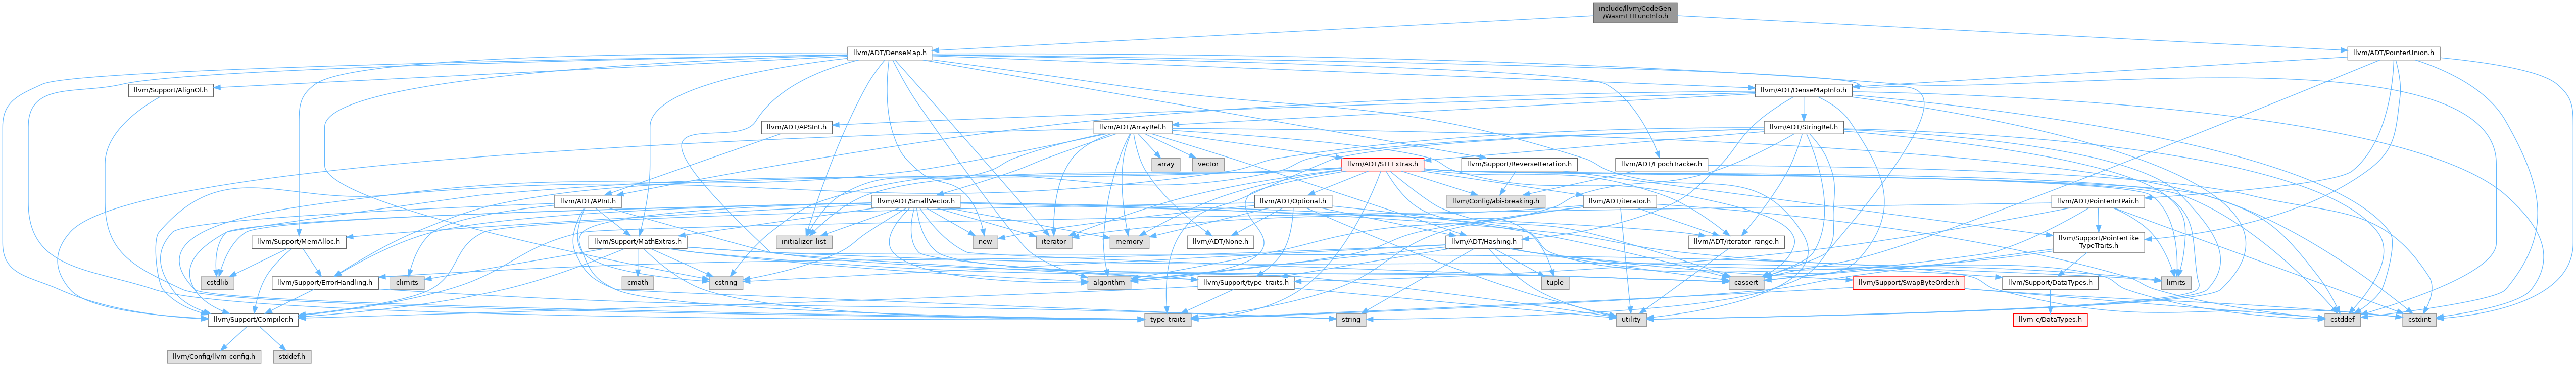 include/llvm/CodeGen
/WasmEHFuncInfo.h
llvm/ADT/DenseMap.h
llvm/ADT/PointerUnion.h
llvm/Support/AlignOf.h
llvm/ADT/DenseMapInfo.h
llvm/ADT/APSInt.h
llvm/ADT/ArrayRef.h
llvm/ADT/StringRef.h
array
vector
llvm/ADT/STLExtras.h
llvm/Support/ReverseIteration.h
llvm/ADT/EpochTracker.h
llvm/ADT/APInt.h
llvm/ADT/SmallVector.h
llvm/ADT/Optional.h
llvm/Config/abi-breaking.h
llvm/ADT/iterator.h
llvm/ADT/PointerIntPair.h
llvm/Support/MemAlloc.h
llvm/Support/MathExtras.h
initializer_list
new
iterator
memory
llvm/ADT/None.h
llvm/ADT/Hashing.h
llvm/ADT/iterator_range.h
llvm/Support/PointerLike
TypeTraits.h
cstdlib
llvm/Support/ErrorHandling.h
climits
cmath
cstring
algorithm
llvm/Support/type_traits.h
tuple
cassert
llvm/Support/SwapByteOrder.h
llvm/Support/DataTypes.h
limits
llvm/Support/Compiler.h
type_traits
string
utility
llvm-c/DataTypes.h
cstddef
cstdint
llvm/Config/llvm-config.h
stddef.h